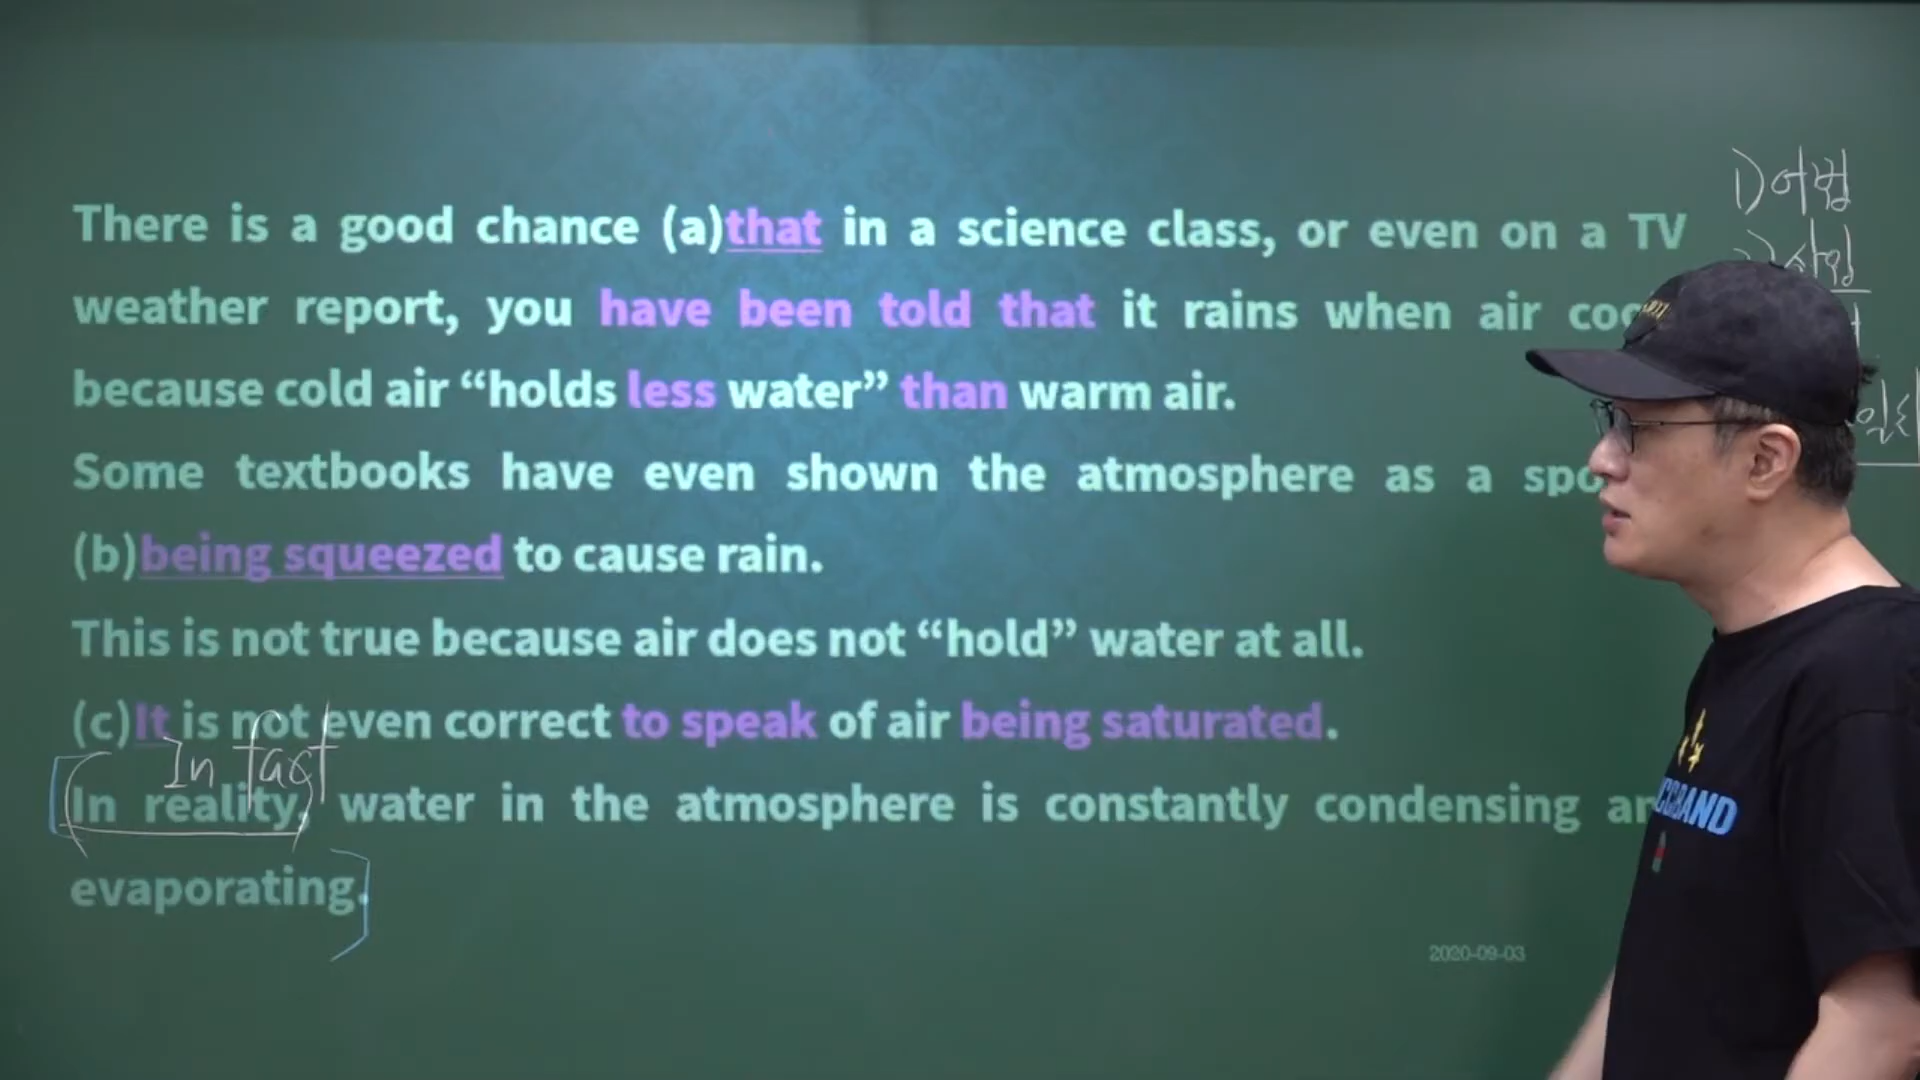 There is a good chance (a)that in a science class, or even on a TV
weather report, you have been told that it rains when air
because cold air “holds less water” than warm air.
Some textbooks have even shown the atmosphere as a
(b)being squeezed to cause rain.
This is not true because air does not “hold” water at all.
(c)It is not even correct to speak of air being saturated.
In fact
In reality, water in the atmosphere is constantly condensing
evaporating.
2020-09-03
1) 어법